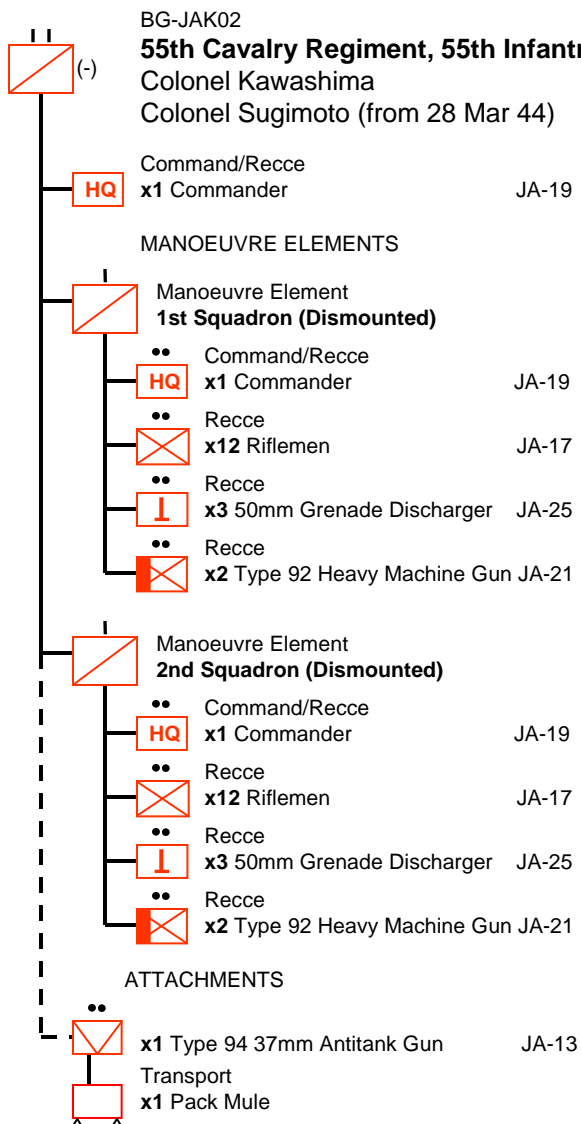 BG-JAK02
55th Cavalry Regiment, 55th
Colonel Kawashima
Colonel Sugimoto (from 28 Mar 44)
(-)
Command/Recce
HQ x1 Commander JA-19
MANOEUVRE ELEMENTS
Manoeuvre Element
1st Squadron (Dismounted)
Command/Recce
HQ x1 Commander JA-19
Recce
x12 Riflemen JA-17
Recce
x3 50mm Grenade Discharger JA-25
Recce
x2 Type 92 Heavy Machine Gun JA-21
Manoeuvre Element
2nd Squadron (Dismounted)
Command/Recce
HQ x1 Commander JA-19
Recce
x12 Riflemen JA-17
Recce
x3 50mm Grenade Discharger JA-25
Recce
x2 Type 92 Heavy Machine Gun JA-21
ATTACHMENTS
x1 Type 94 37mm Antitank Gun JA-13
Transport
x1 Pack Mule